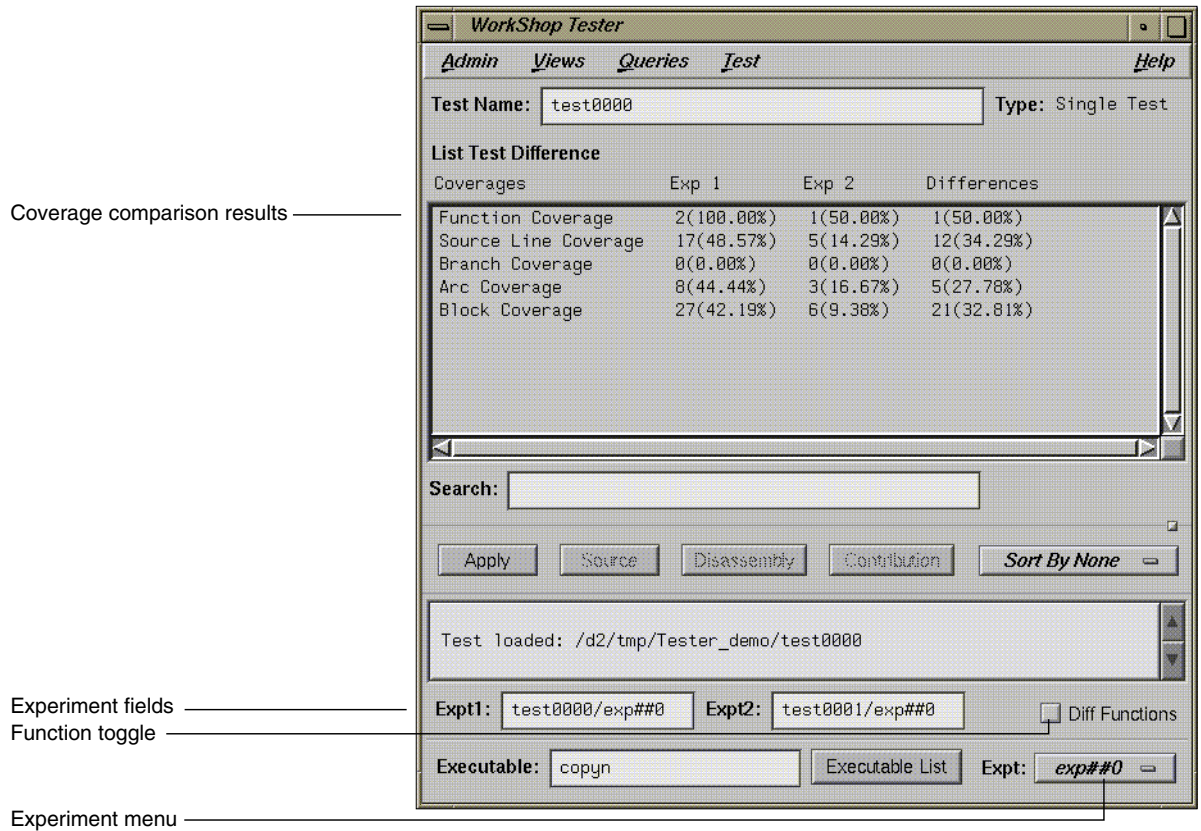 WorkShop Tester
Admin Views Queries Test Help
Test Name: test0000 Type: Single Test
List Test Difference
Coverages Exp 1 Exp 2 Differences
Coverage comparison results
Function Coverage 2(100.00%) 1(50.00%) 1(50.00%)
Source Line Coverage 17(48.57%) 5(14.29%) 12(34.29%)
Branch Coverage 0(0.00%) 0(0.00%) 0(0.00%)
Arc Coverage 8(44.44%) 3(16.67%) 5(27.78%)
Block Coverage 27(42.19%) 6(9.38%) 21(32.81%)
Search:
Apply Source Disassembly Contribution Sort By None
Test loaded: /d2/tmp/Tester_demo/test0000
Experiment fields
Expt1: test0000/exp##0 Expt2: test0001/exp##0 Diff Functions
Function toggle
Executable: copyn Executable List Expt: exp##0
Experiment menu